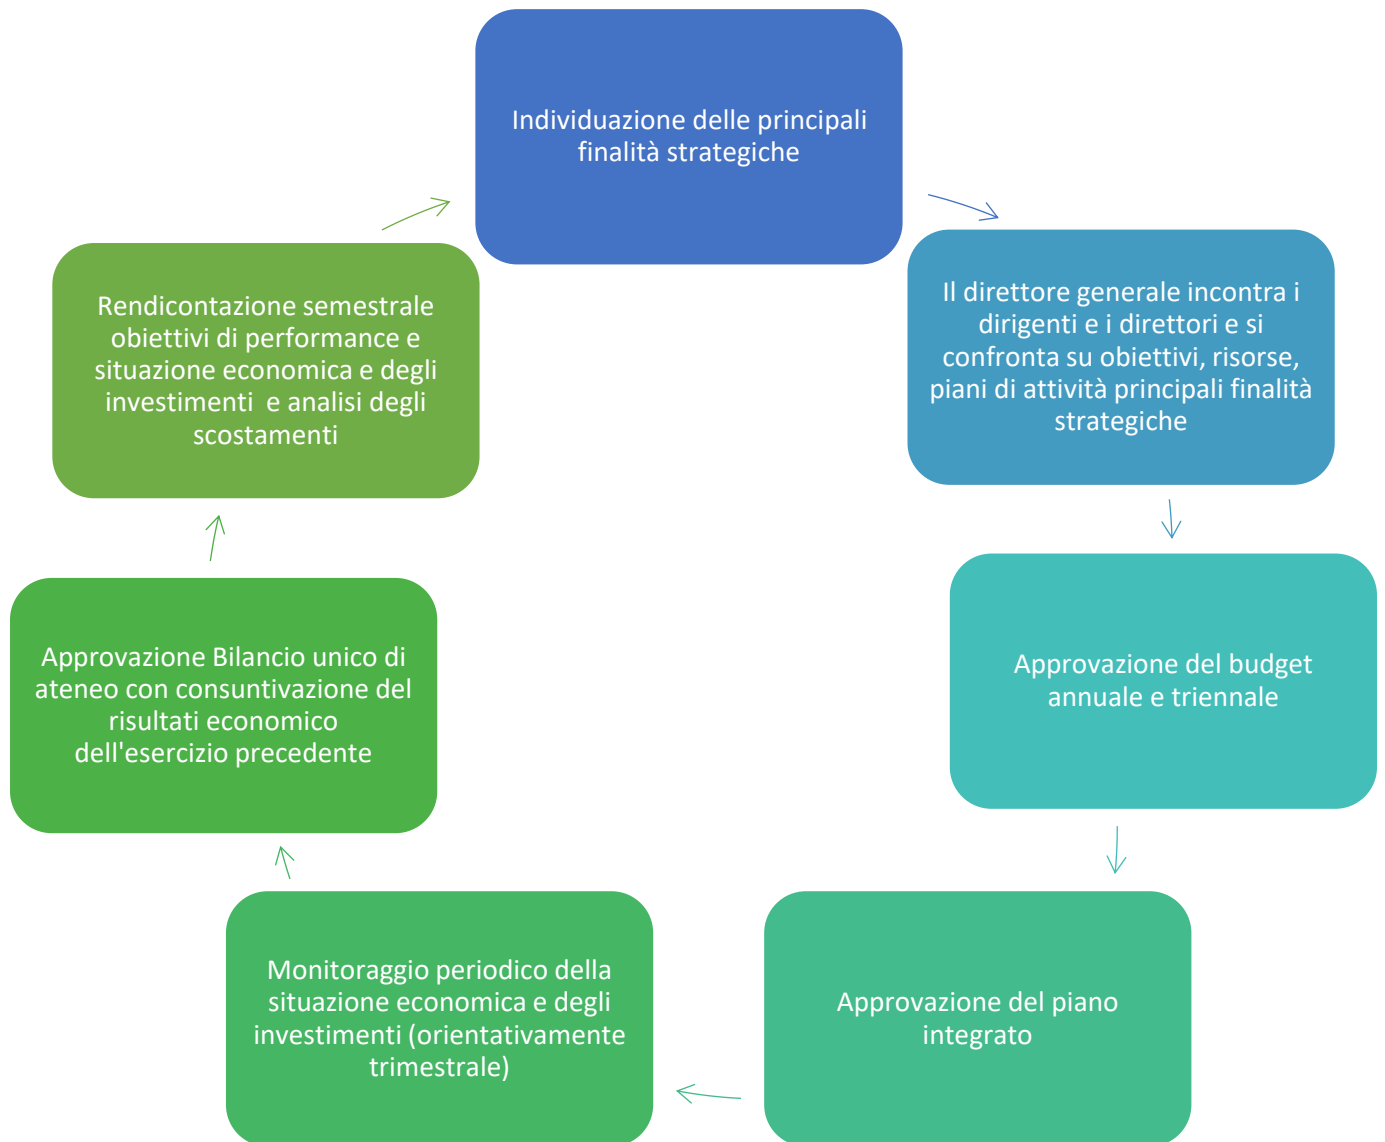 Individuazione delle principali
finalità strategiche
Il direttore generale incontra i
dirigenti e i direttori e si
confronta su obiettivi, risorse,
piani di attività principali finalità
strategiche
Approvazione del budget
annuale e triennale
Approvazione del piano
integrato
Monitoraggio periodico della
situazione economica e degli
investimenti (orientativamente
trimestrale)
Approvazione Bilancio unico di
ateneo con consuntivazione del
risultati economico
dell'esercizio precedente
Rendicontazione semestrale
obiettivi di performance e
situazione economica e degli
investimenti  e analisi degli
scostamenti